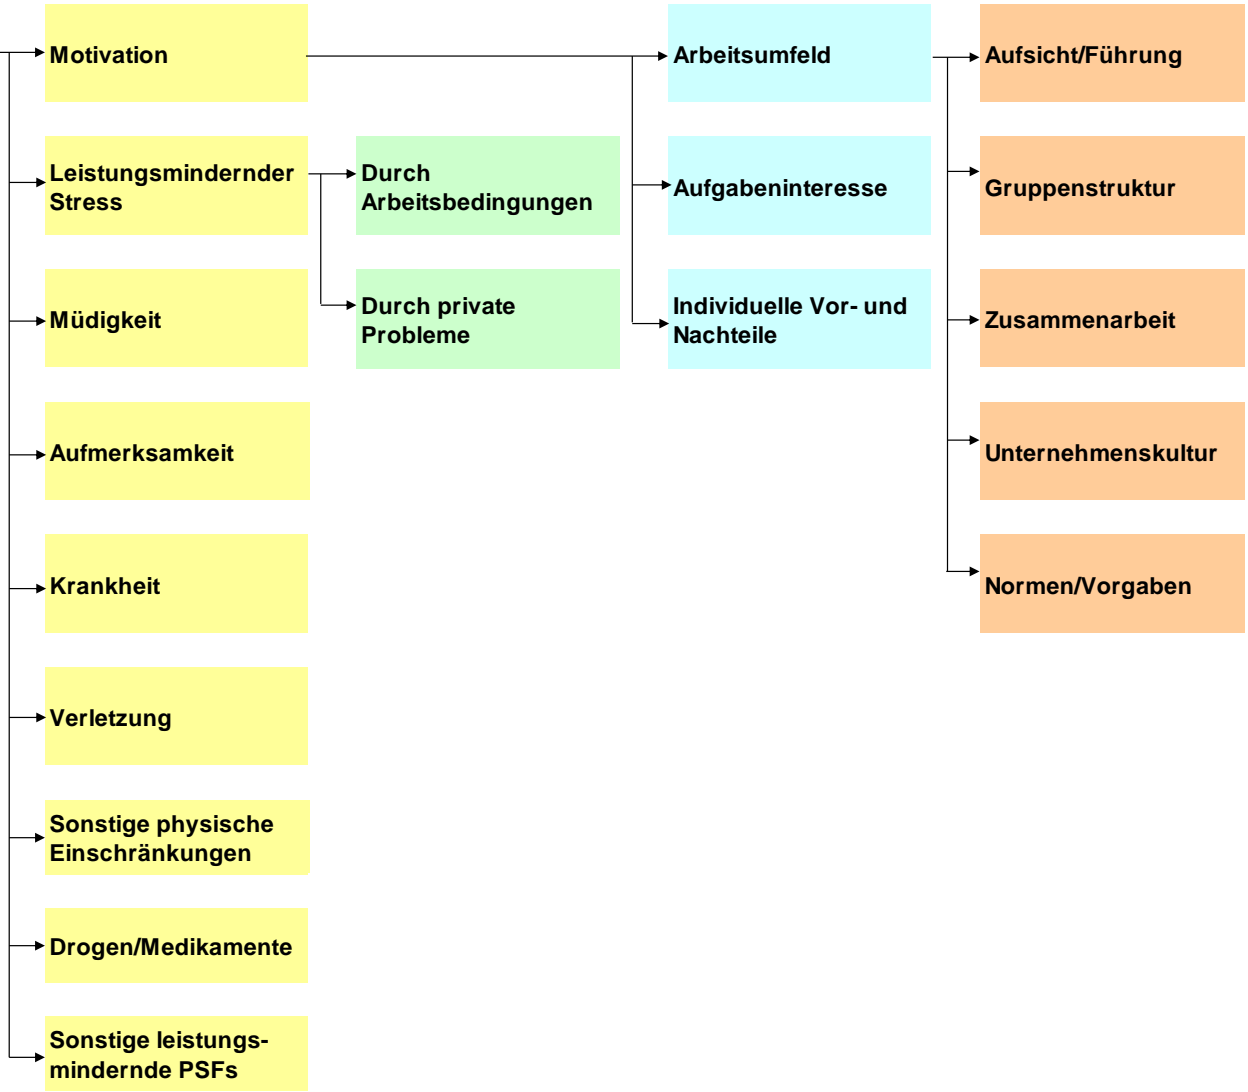 Motivation
Arbeitsumfeld
Aufsicht/Führung
Leistungsmindernder
Stress
Durch
Arbeitsbedingungen
Aufgabeninteresse
Gruppenstruktur
Müdigkeit
Durch private
Probleme
Individuelle Vor- und
Nachteile
Zusammenarbeit
Aufmerksamkeit
Unternehmenskultur
Krankheit
Normen/Vorgaben
Verletzung
Sonstige physische
Einschränkungen
Drogen/Medikamente
Sonstige leistungs-
mindernde PSFs